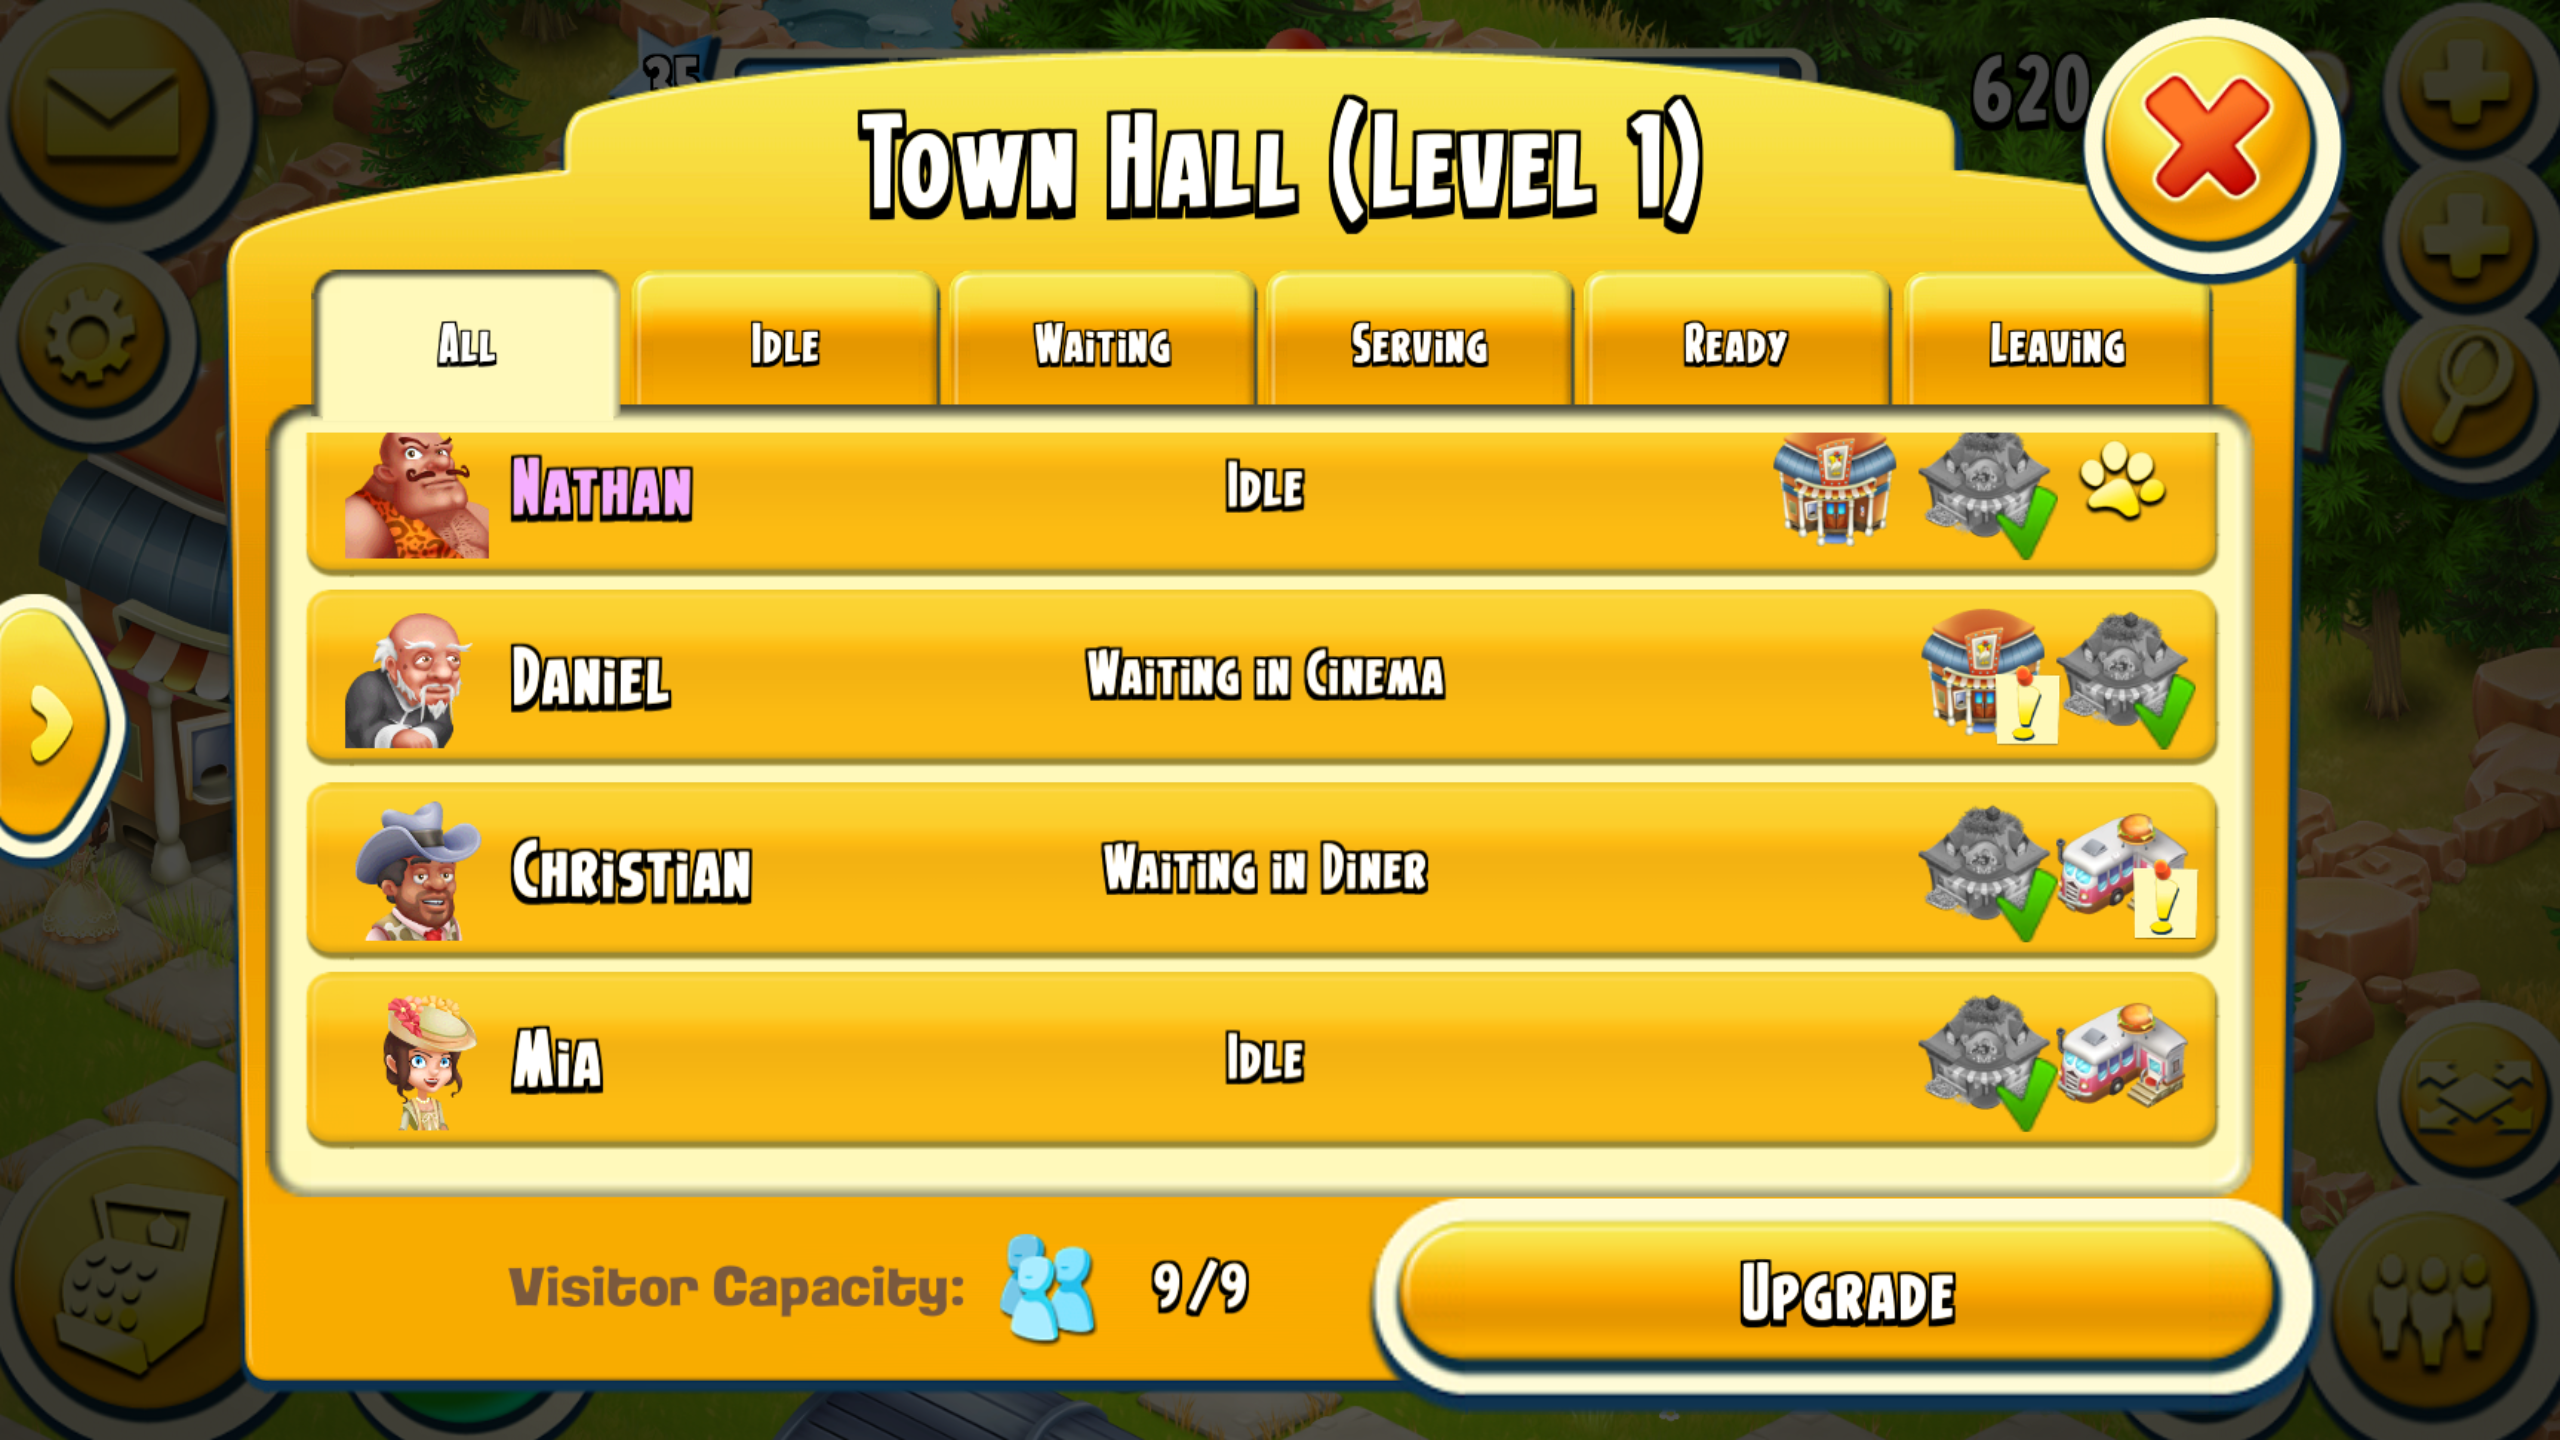 35
620
Town Hall (Level 1)
All
Idle
Waiting
Serving
Ready
Leaving
Nathan
Idle
Daniel
Waiting in Cinema
Christian
Waiting in Diner
Mia
Idle
Visitor Capacity:
9/9
Upgrade